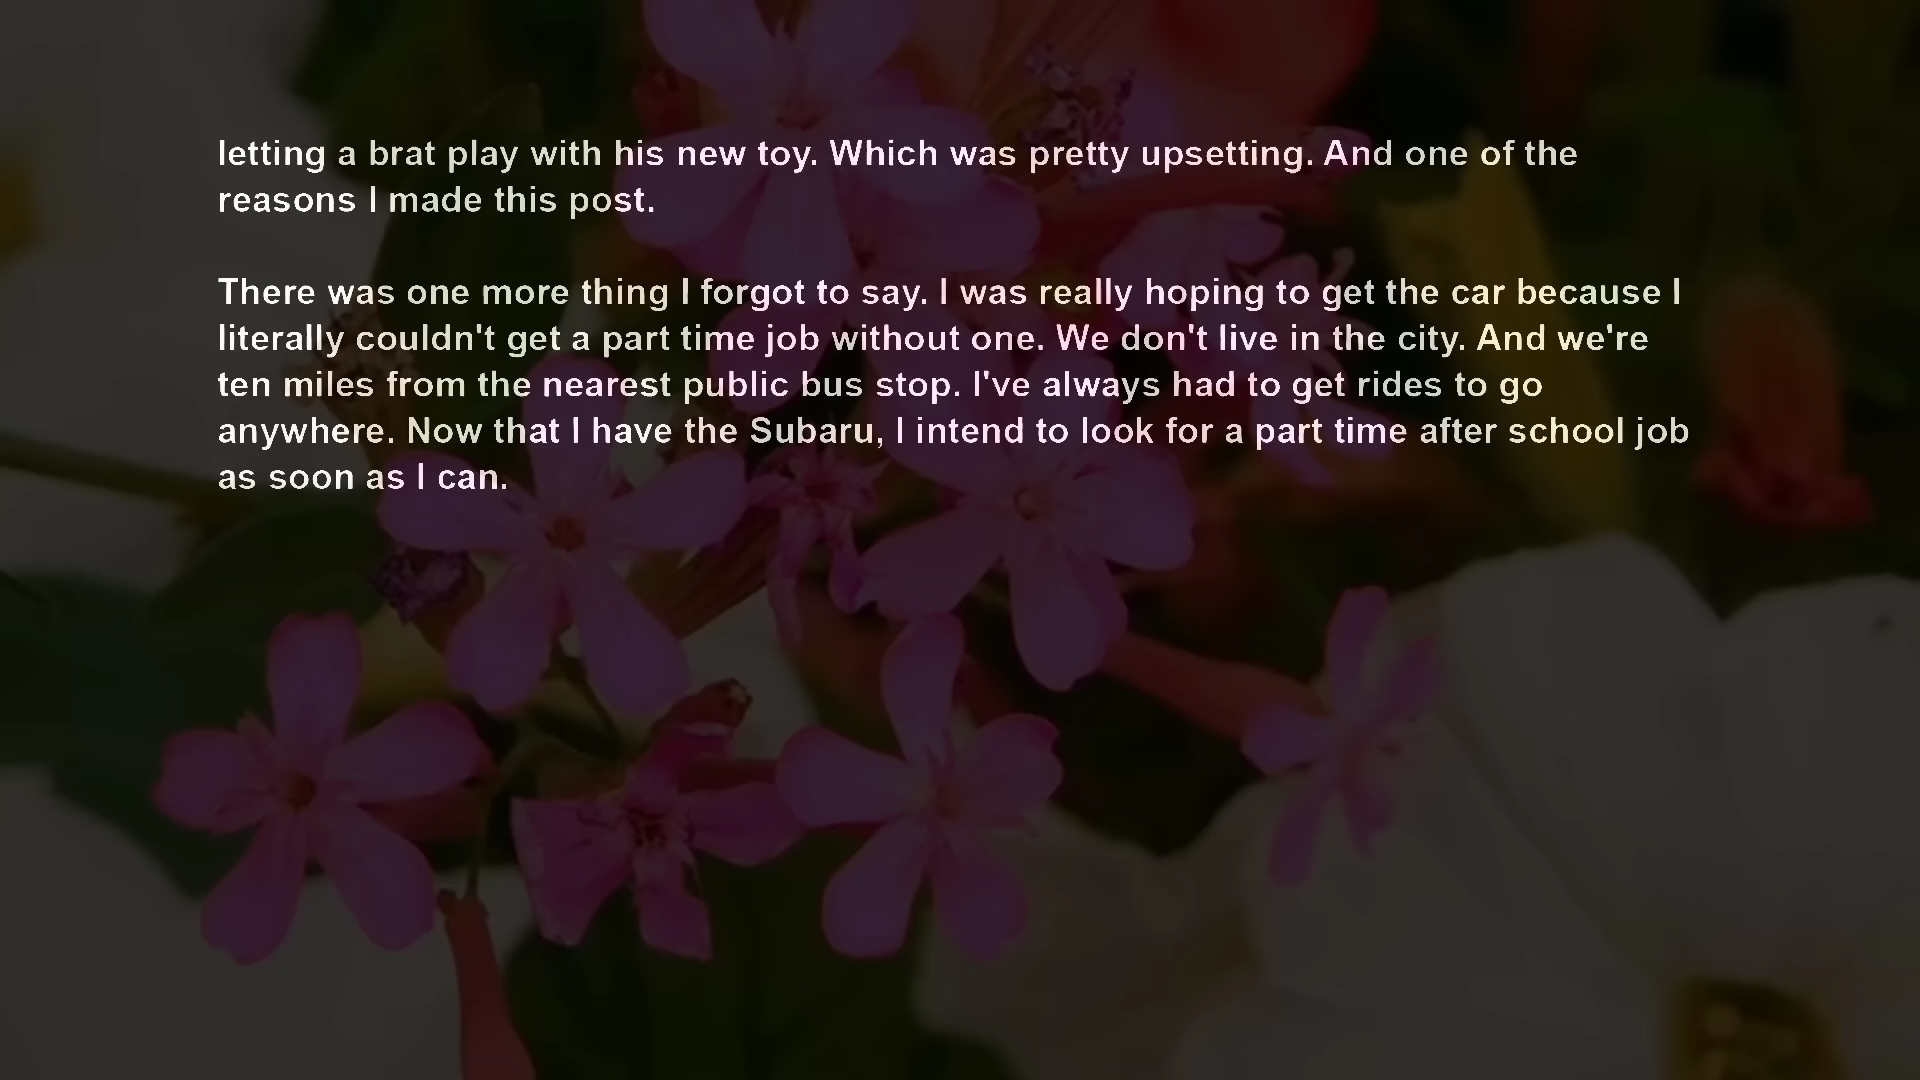 letting a brat play with his new toy. Which was pretty upsetting. And one of the
reasons I made this post.
There was one more thing I forgot to say. I was really hoping to get the car because I
literally couldn't get a part time job without one. We don't live in the city. And we're
ten miles from the nearest public bus stop. I've always had to get rides to go
anywhere. Now that I have the Subaru, I intend to look for a part time after school job
as soon as I can.